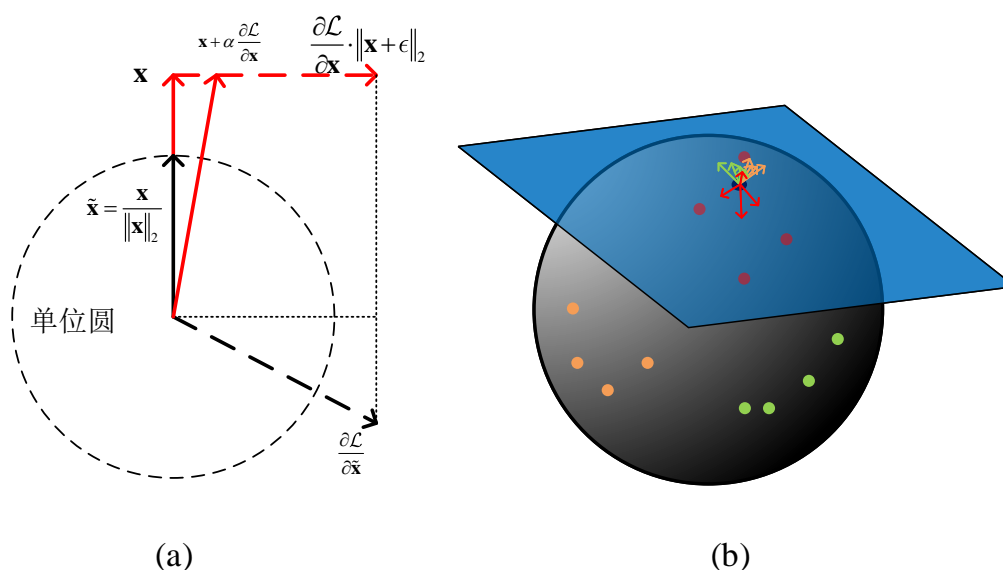 x + α ∂ℒ/∂x
∂ℒ/∂x · ‖x + ϵ‖₂
x
x̃ = x/‖x‖₂
单位圆
∂ℒ/∂x̃
(a)
(b)